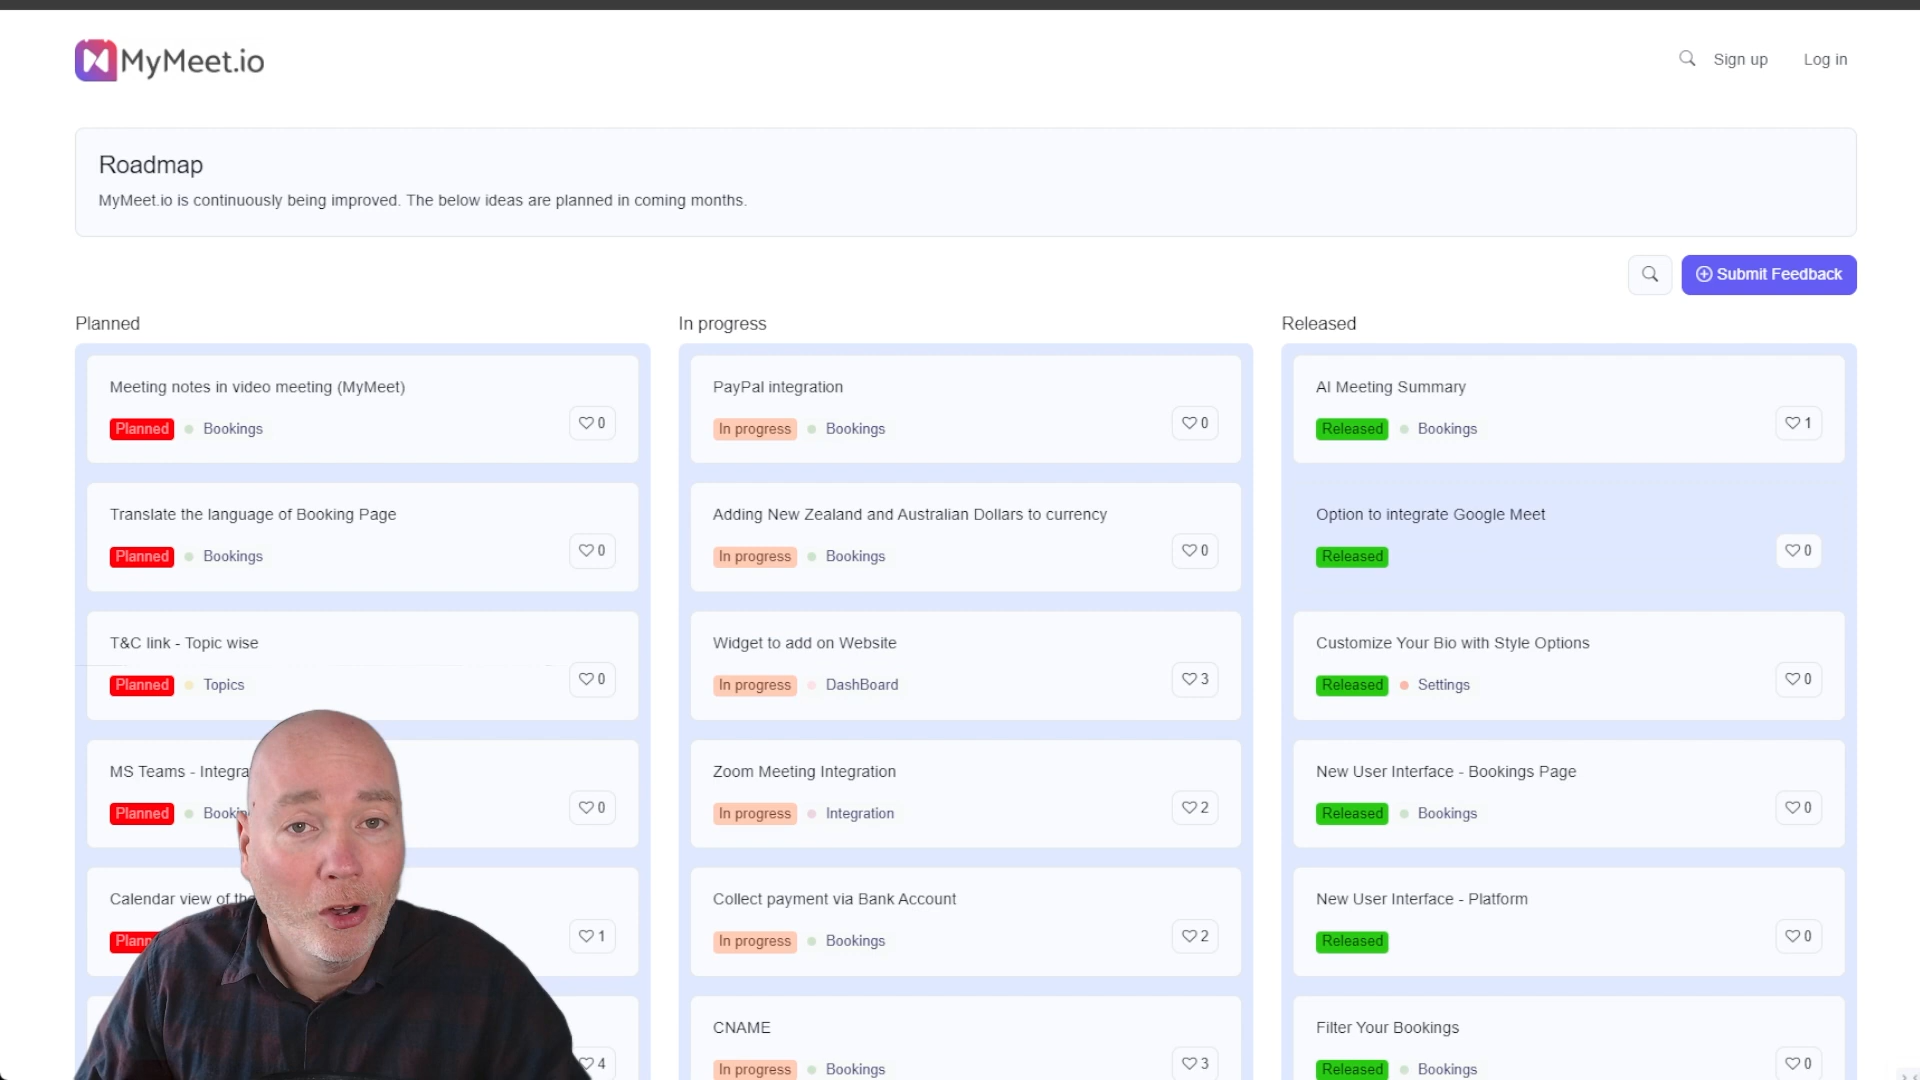 MyMeet.io
Sign up
Log in
Roadmap
MyMeet.io is continuously being improved. The below ideas are planned in coming months.
Submit Feedback
Planned
Meeting notes in video meeting (MyMeet)
Planned Bookings
0
Translate the language of Booking Page
Planned Bookings
0
T&C link - Topic wise
Planned Topics
0
MS Teams -
Planned
0
Calendar view of
1
4
In progress
PayPal integration
In progress Bookings
0
Adding New Zealand and Australian Dollars to currency
In progress Bookings
0
Widget to add on Website
In progress DashBoard
3
Zoom Meeting Integration
In progress Integration
2
Collect payment via Bank Account
In progress Bookings
2
CNAME
In progress Bookings
3
Released
AI Meeting Summary
Released Bookings
1
Option to integrate Google Meet
Released
0
Customize Your Bio with Style Options
Released Settings
0
New User Interface - Bookings Page
Released Bookings
0
New User Interface - Platform
Released
0
Filter Your Bookings
Released Bookings
0